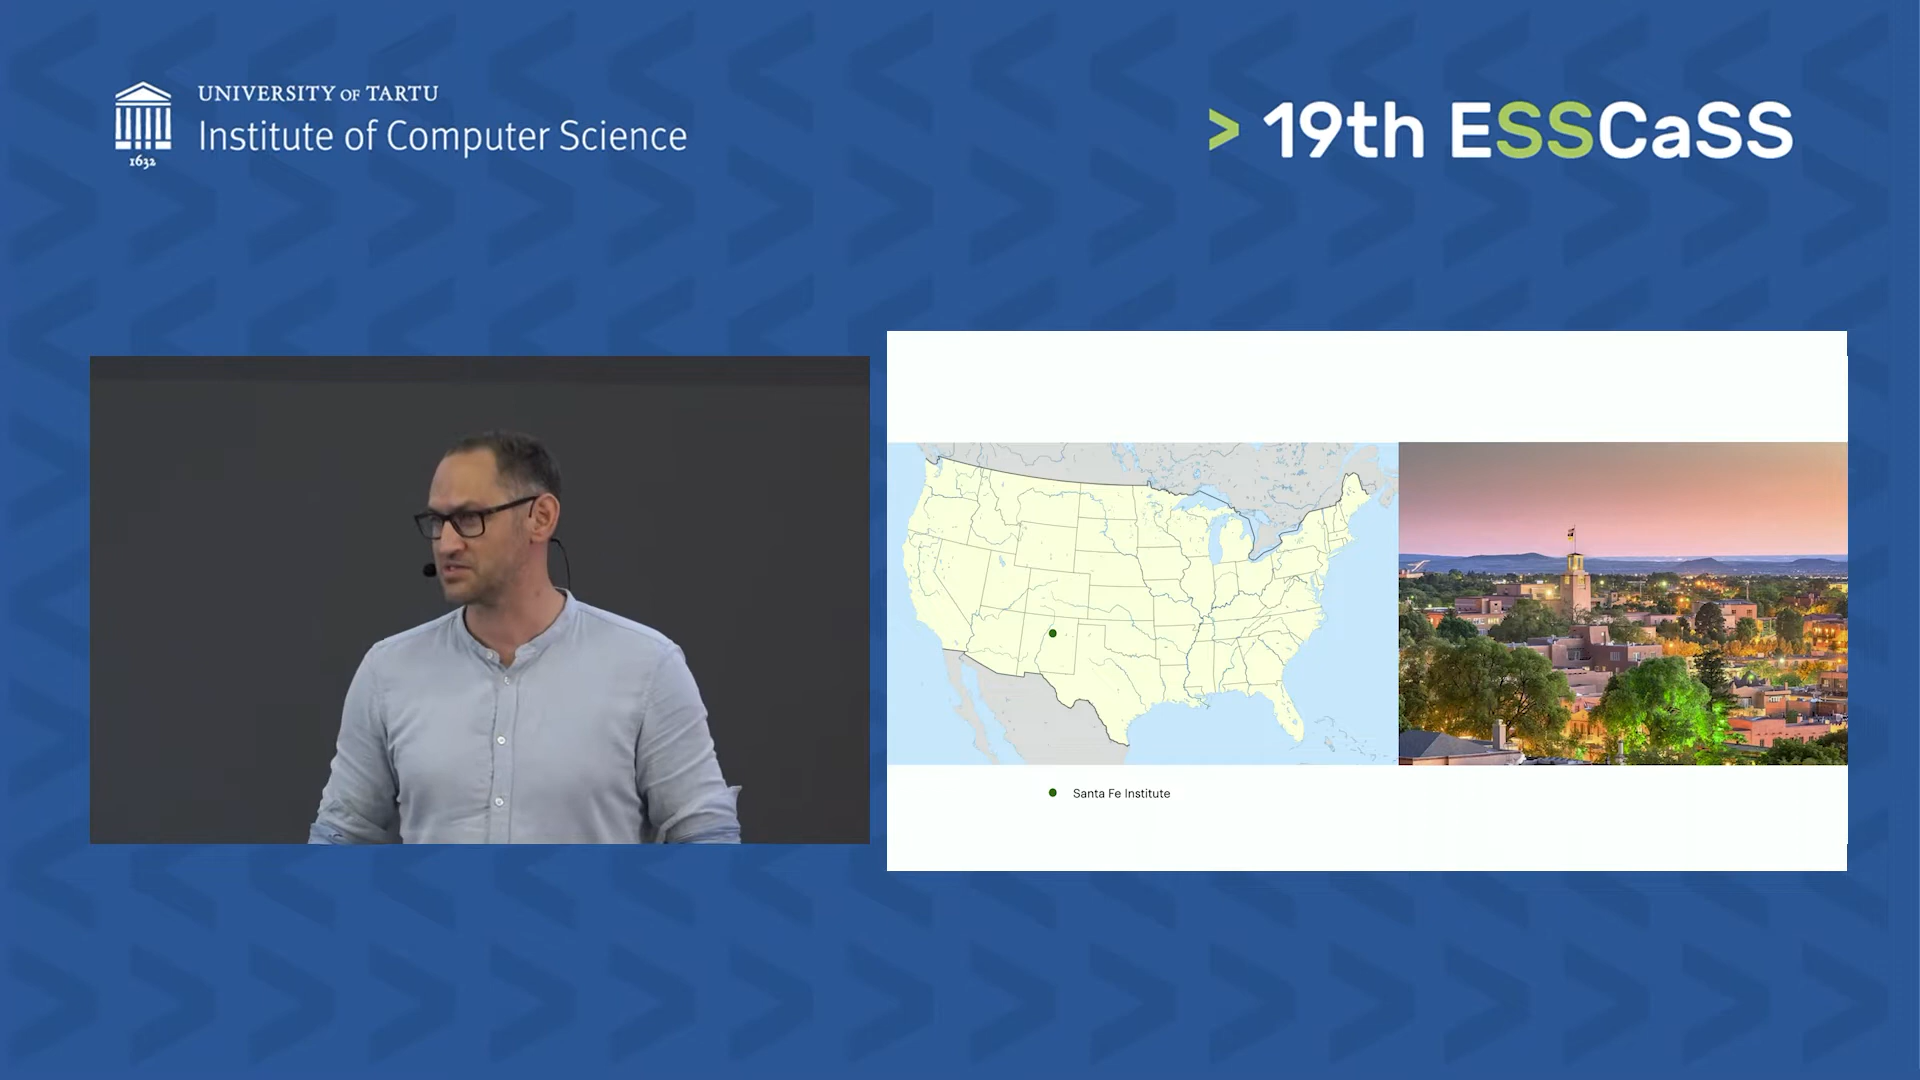 UNIVERSITY OF TARTU
Institute of Computer Science
1632
> 19th ESSCaSS
Santa Fe Institute